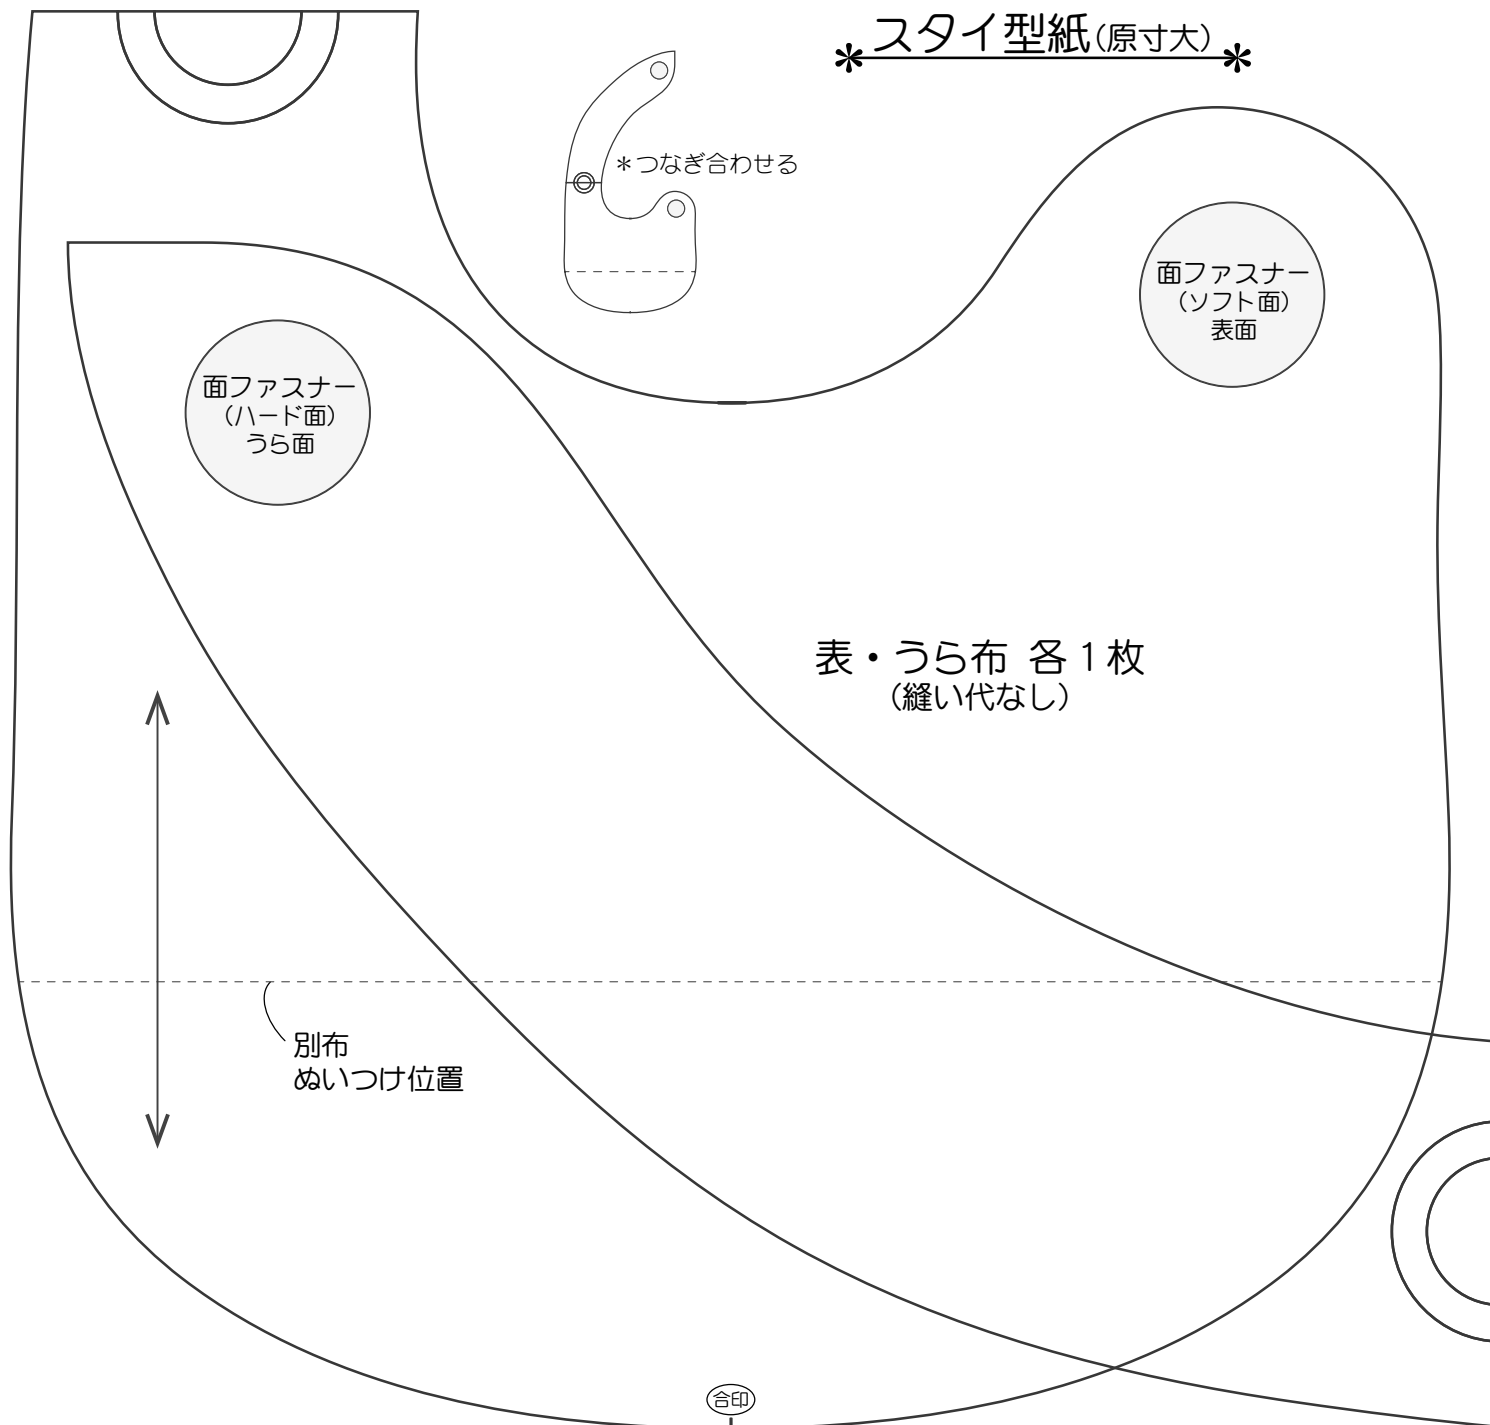 スタイ型紙(原寸大)
＊つなぎ合わせる
面ファスナー
(ソフト面)
表面
面ファスナー
(ハード面)
うら面
表・うら布 各１枚
(縫い代なし)
別布
ぬいつけ位置
合印